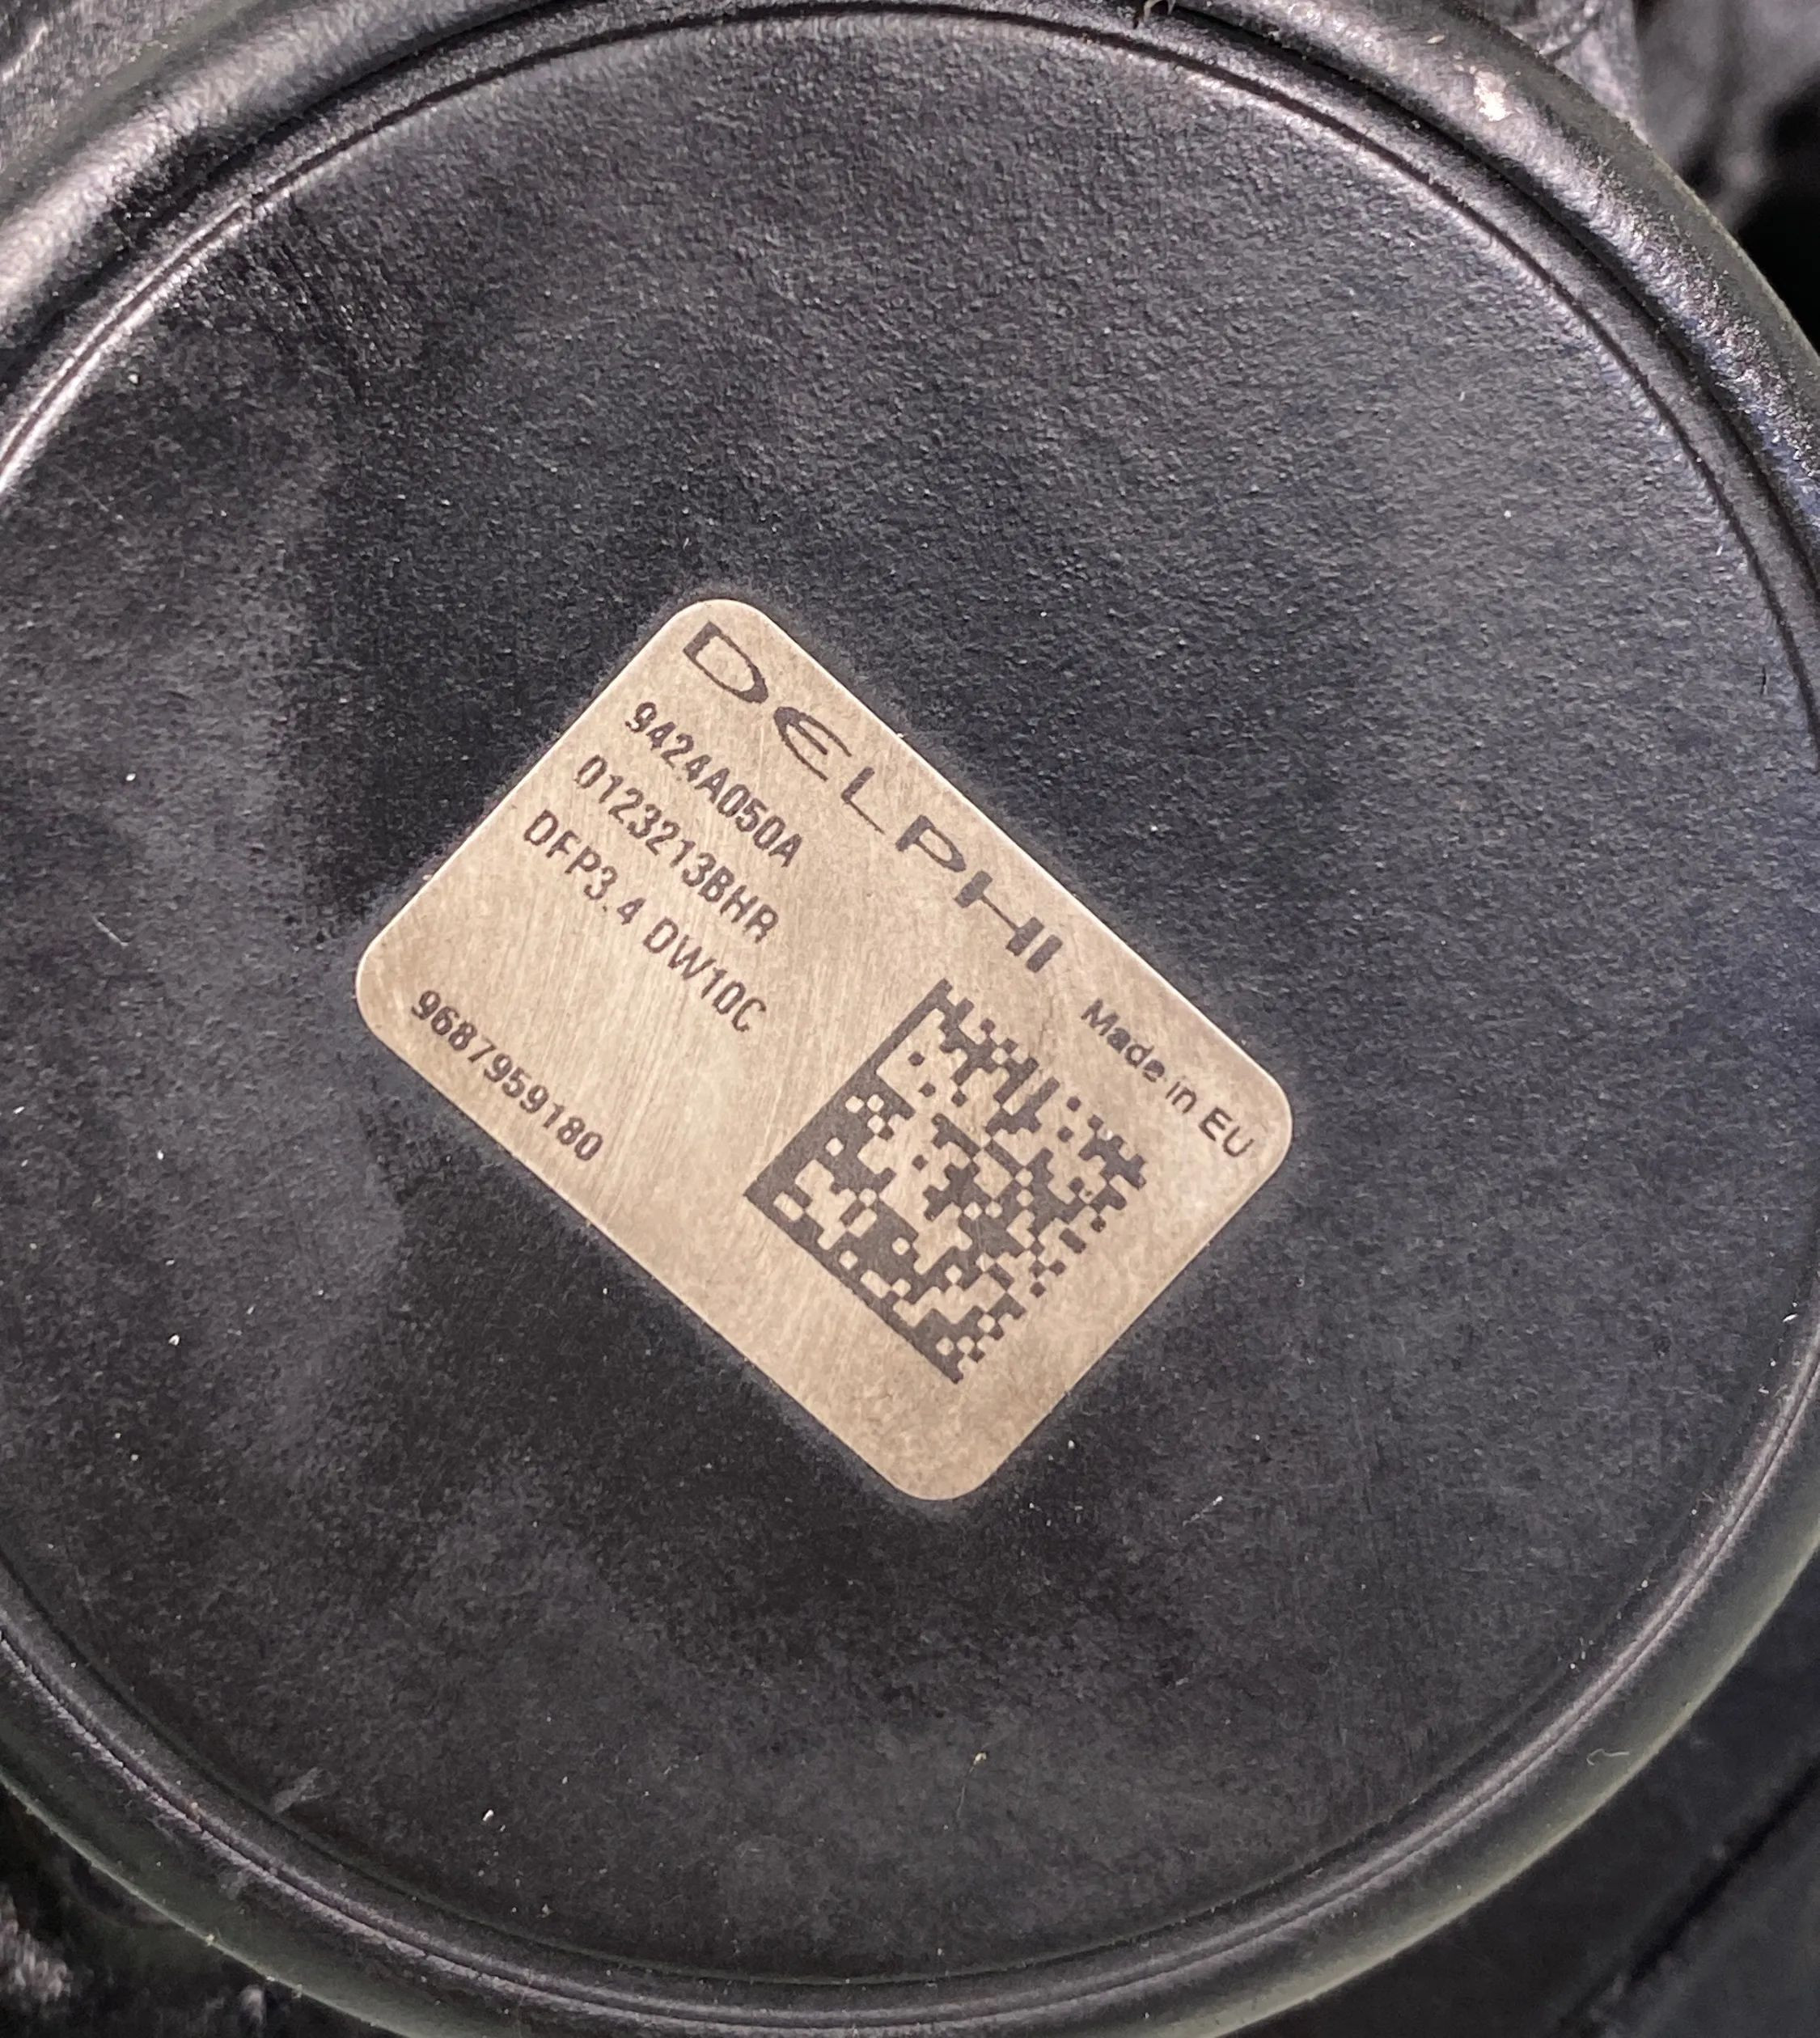 DELPHI
Made in EU
9424A050A
0123213BHR
DFP3.4 DW10C
9687959180